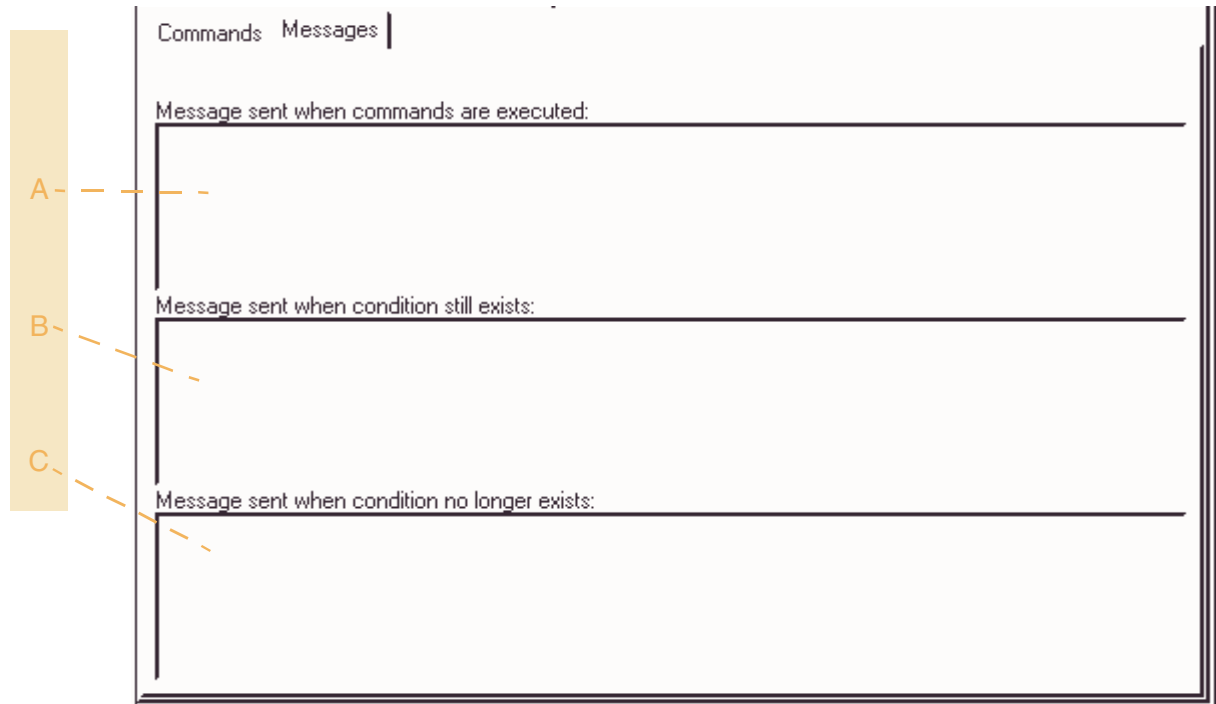 Commands Messages
Message sent when commands are executed:
A
Message sent when condition still exists:
B
C
Message sent when condition no longer exists: